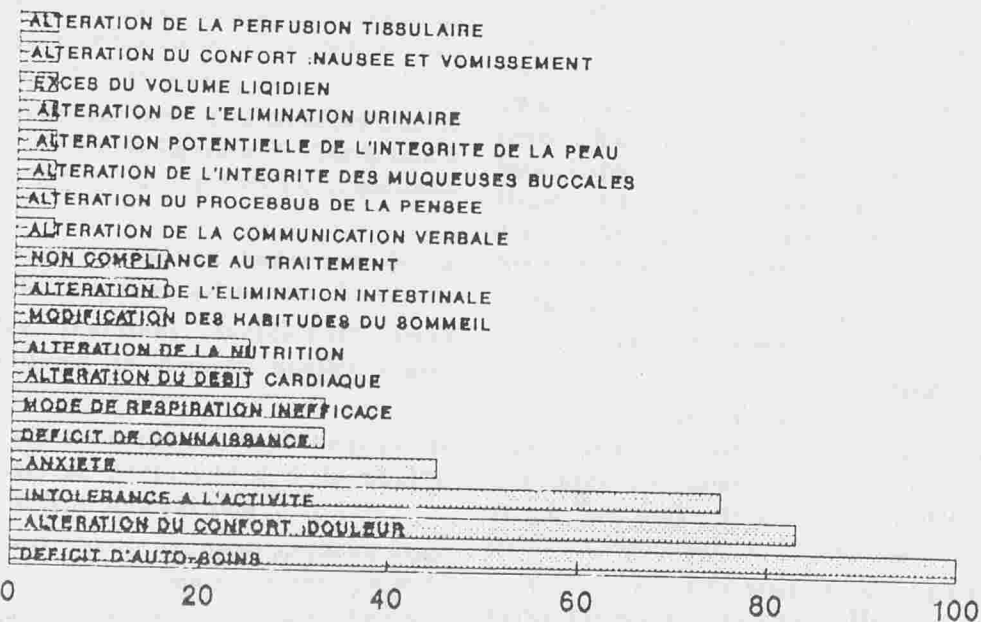 ALTERATION DE LA PERFUSION TISSULAIRE
ALTERATION DU CONFORT :NAUSEE ET VOMISSEMENT
EXCES DU VOLUME LIQIDIEN
ALTERATION DE L'ELIMINATION URINAIRE
ALTERATION POTENTIELLE DE L'INTEGRITE DE LA PEAU
ALTERATION DE L'INTEGRITE DES MUQUEUSES BUCCALES
ALTERATION DU PROCESSUS DE LA PENSEE
ALTERATION DE LA COMMUNICATION VERBALE
NON COMPLIANCE AU TRAITEMENT
ALTERATION DE L'ELIMINATION INTESTINALE
MODIFICATION DES HABITUDES DU SOMMEIL
ALTERATION DE LA NUTRITION
ALTERATION DU DEBIT CARDIAQUE
MODE DE RESPIRATION INEFFICACE
DEFICIT DE CONNAISSANCE
ANXIETE
INTOLERANCE A L'ACTIVITE
ALTERATION DU CONFORT :DOULEUR
DEFICIT D'AUTO-SOINS
0 20 40 60 80 100